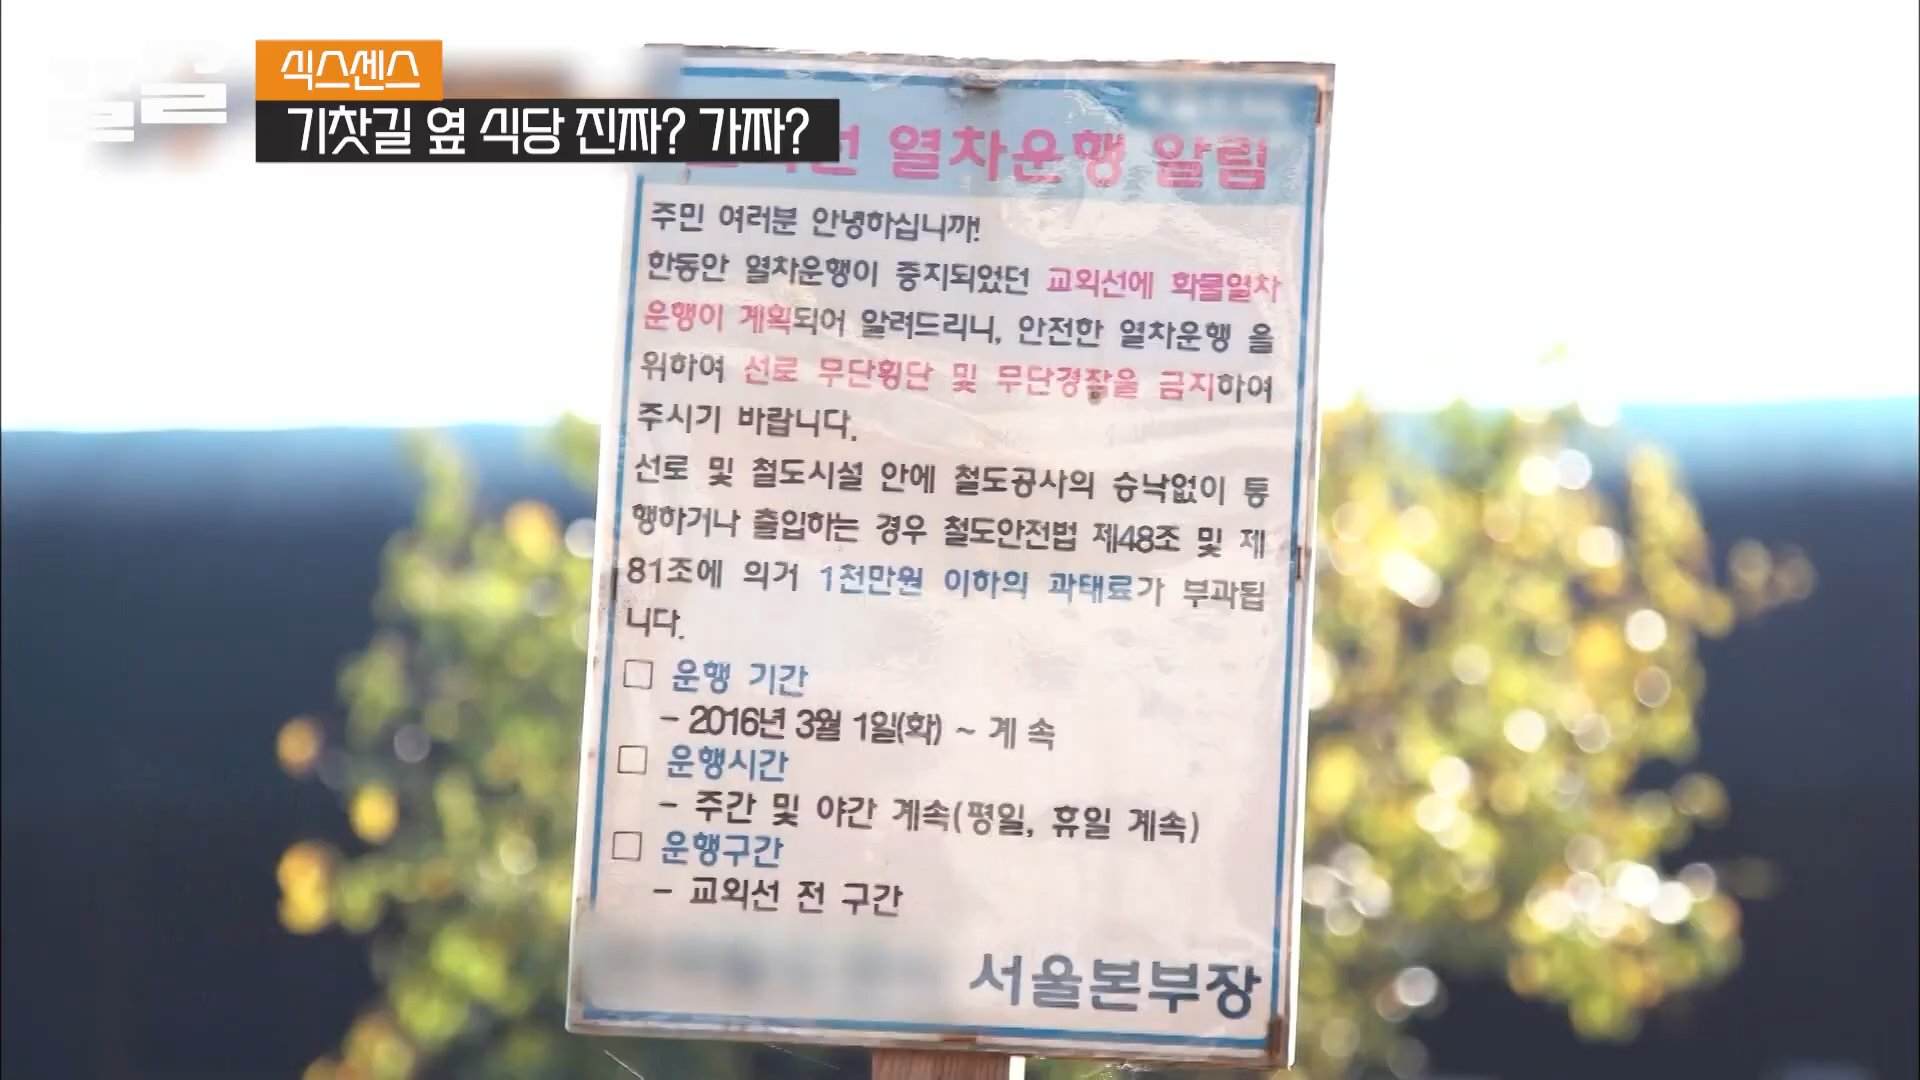 식스센스
기찻길 옆 식당 진짜? 가짜?
열차운행 알림
주민 여러분 안녕하십니까!
한동안 열차운행이 중지되었던 교외선에 화물열차
운행이 계획되어 알려드리니, 안전한 열차운행 을
위하여 선로 무단횡단 및 무단경작을 금지하여
주시기 바랍니다.
선로 및 철도시설 안에 철도공사의 승낙없이 통
행하거나 출입하는 경우 철도안전법 제48조 및 제
81조에 의거 1천만원 이하의 과태료가 부과됩
니다.
□ 운행 기간
- 2016년 3월 1일(화) ~ 계 속
□ 운행시간
- 주간 및 야간 계속(평일, 휴일 계속)
□ 운행구간
- 교외선 전 구간
서울본부장